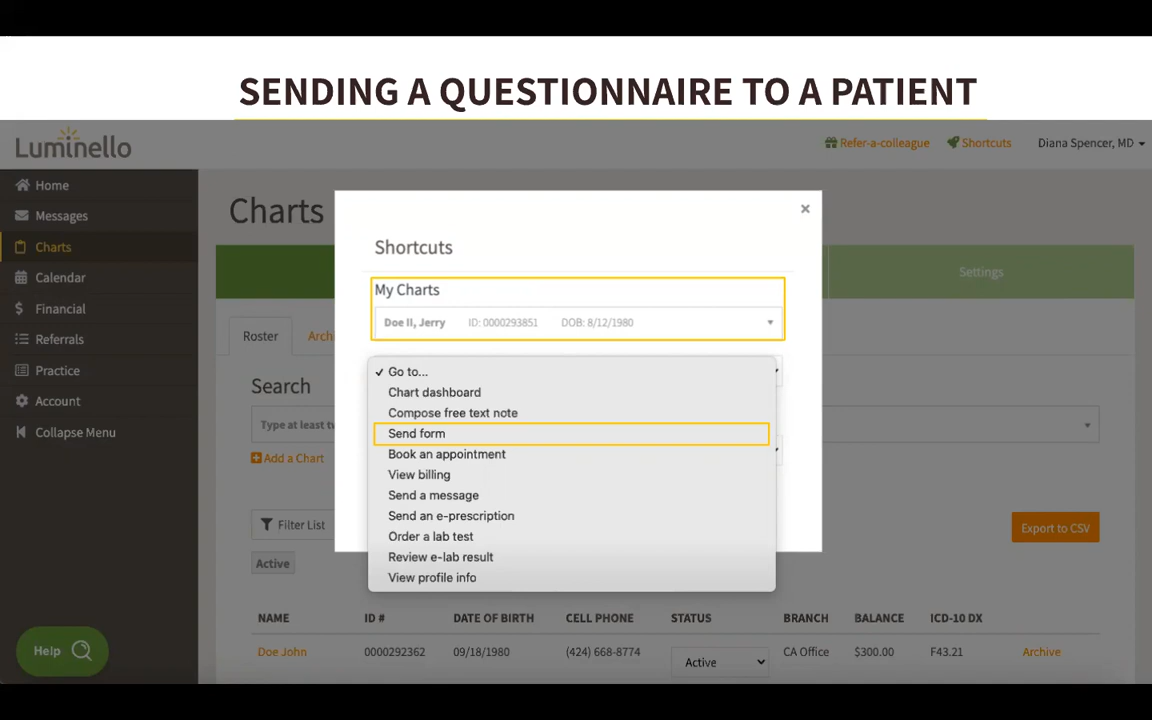 SENDING A QUESTIONNAIRE TO A PATIENT
Luminello
Refer-a-colleague
Shortcuts
Diana Spencer, MD
Home
Messages
Charts
Calendar
Financial
Referrals
Practice
Account
Collapse Menu
Help
Charts
Settings
Roster
Archi
Search
Type at least tw
Add a Chart
Filter List
Active
Export to CSV
×
Shortcuts
My Charts
Doe II, Jerry ID: 0000293851 DOB: 8/12/1980
✓ Go to...
Chart dashboard
Compose free text note
Send form
Book an appointment
View billing
Send a message
Send an e-prescription
Order a lab test
Review e-lab result
View profile info
NAME ID # DATE OF BIRTH CELL PHONE STATUS BRANCH BALANCE ICD-10 DX
Doe John 0000292362 09/18/1980 (424) 668-8774 Active CA Office $300.00 F43.21 Archive